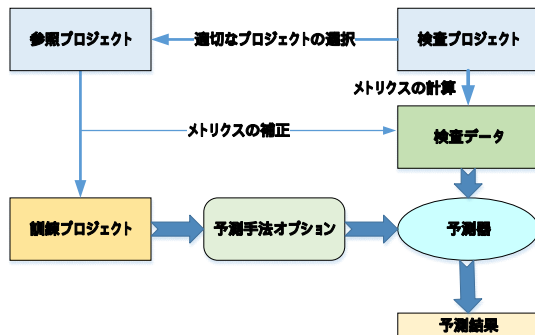 参照プロジェクト
適切なプロジェクトの選択
検査プロジェクト
メトリクスの計算
メトリクスの補正
検査データ
訓練プロジェクト
予測手法オプション
予測器
予測結果